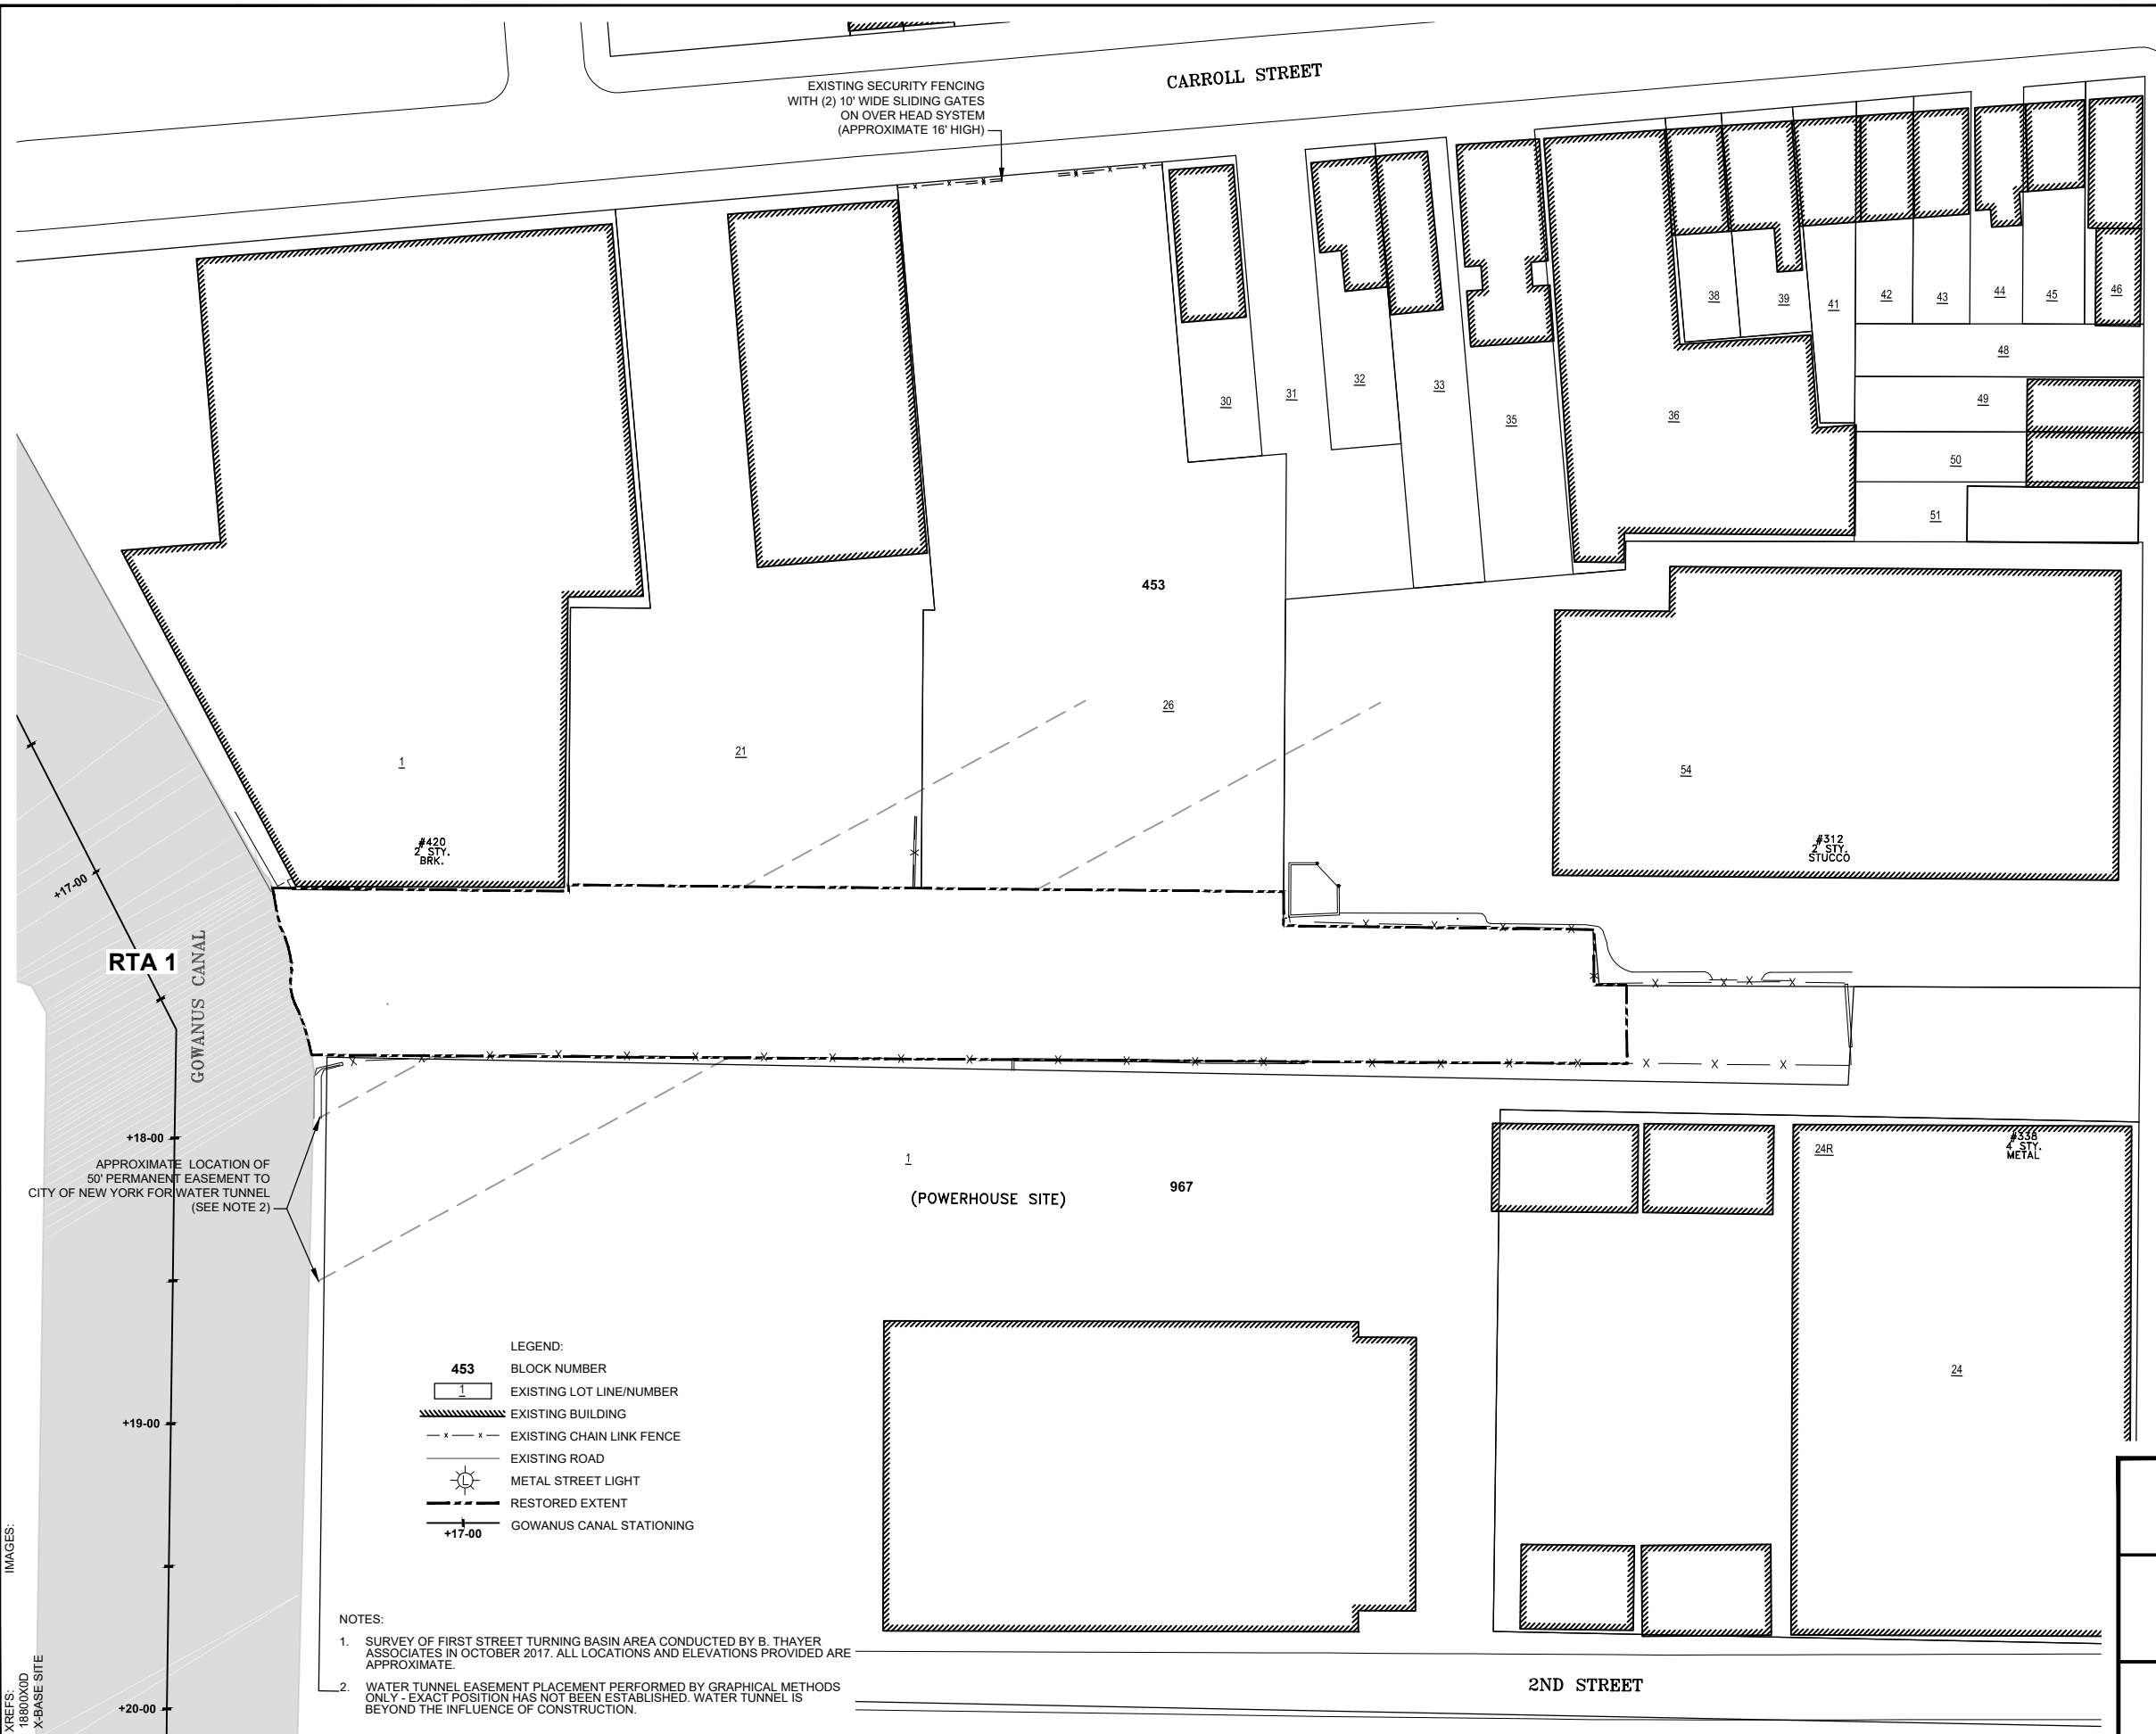 CARROLL STREET
EXISTING SECURITY FENCING
WITH (2) 10' WIDE SLIDING GATES
ON OVER HEAD SYSTEM
(APPROXIMATE 16' HIGH)
38
39
41
42
43
44
45
46
48
49
50
51
30
31
32
33
35
36
453
26
21
1
54
#420
2 STY.
BRK.
#312
2 STY.
STUCCO
+17-00
RTA 1
GOWANUS CANAL
+18-00
APPROXIMATE LOCATION OF
50' PERMANENT EASEMENT TO
CITY OF NEW YORK FOR WATER TUNNEL
(SEE NOTE 2)
1
(POWERHOUSE SITE)
967
24R
#338
4 STY.
METAL
24
+19-00
+20-00
LEGEND:
453 BLOCK NUMBER
1 EXISTING LOT LINE/NUMBER
EXISTING BUILDING
x x EXISTING CHAIN LINK FENCE
EXISTING ROAD
L METAL STREET LIGHT
RESTORED EXTENT
+17-00 GOWANUS CANAL STATIONING
NOTES:
1. SURVEY OF FIRST STREET TURNING BASIN AREA CONDUCTED BY B. THAYER
ASSOCIATES IN OCTOBER 2017. ALL LOCATIONS AND ELEVATIONS PROVIDED ARE
APPROXIMATE.
2. WATER TUNNEL EASEMENT PLACEMENT PERFORMED BY GRAPHICAL METHODS
ONLY - EXACT POSITION HAS NOT BEEN ESTABLISHED. WATER TUNNEL IS
BEYOND THE INFLUENCE OF CONSTRUCTION.
2ND STREET
IMAGES:
XREFS:
18800X0D
X-BASE SITE